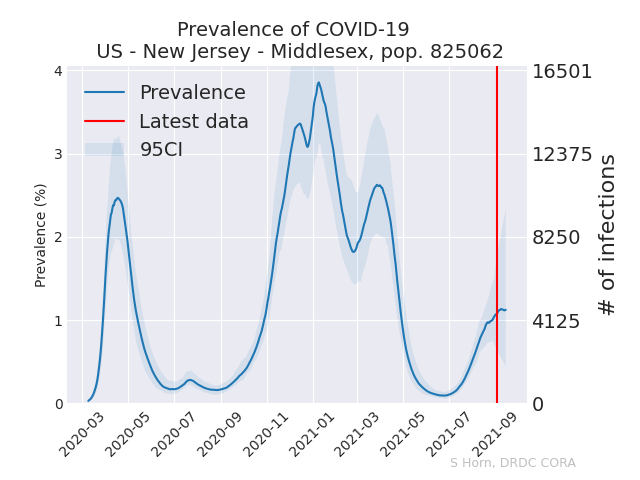 Prevalence of COVID-19
US - New Jersey - Middlesex, pop. 825062
Prevalence
Latest data
95CI
Prevalence (%)
4
3
2
1
0
16501
12375
8250
4125
0
# of infections
2020-03
2020-05
2020-07
2020-09
2020-11
2021-01
2021-03
2021-05
2021-07
2021-09
S Horn, DRDC CORA